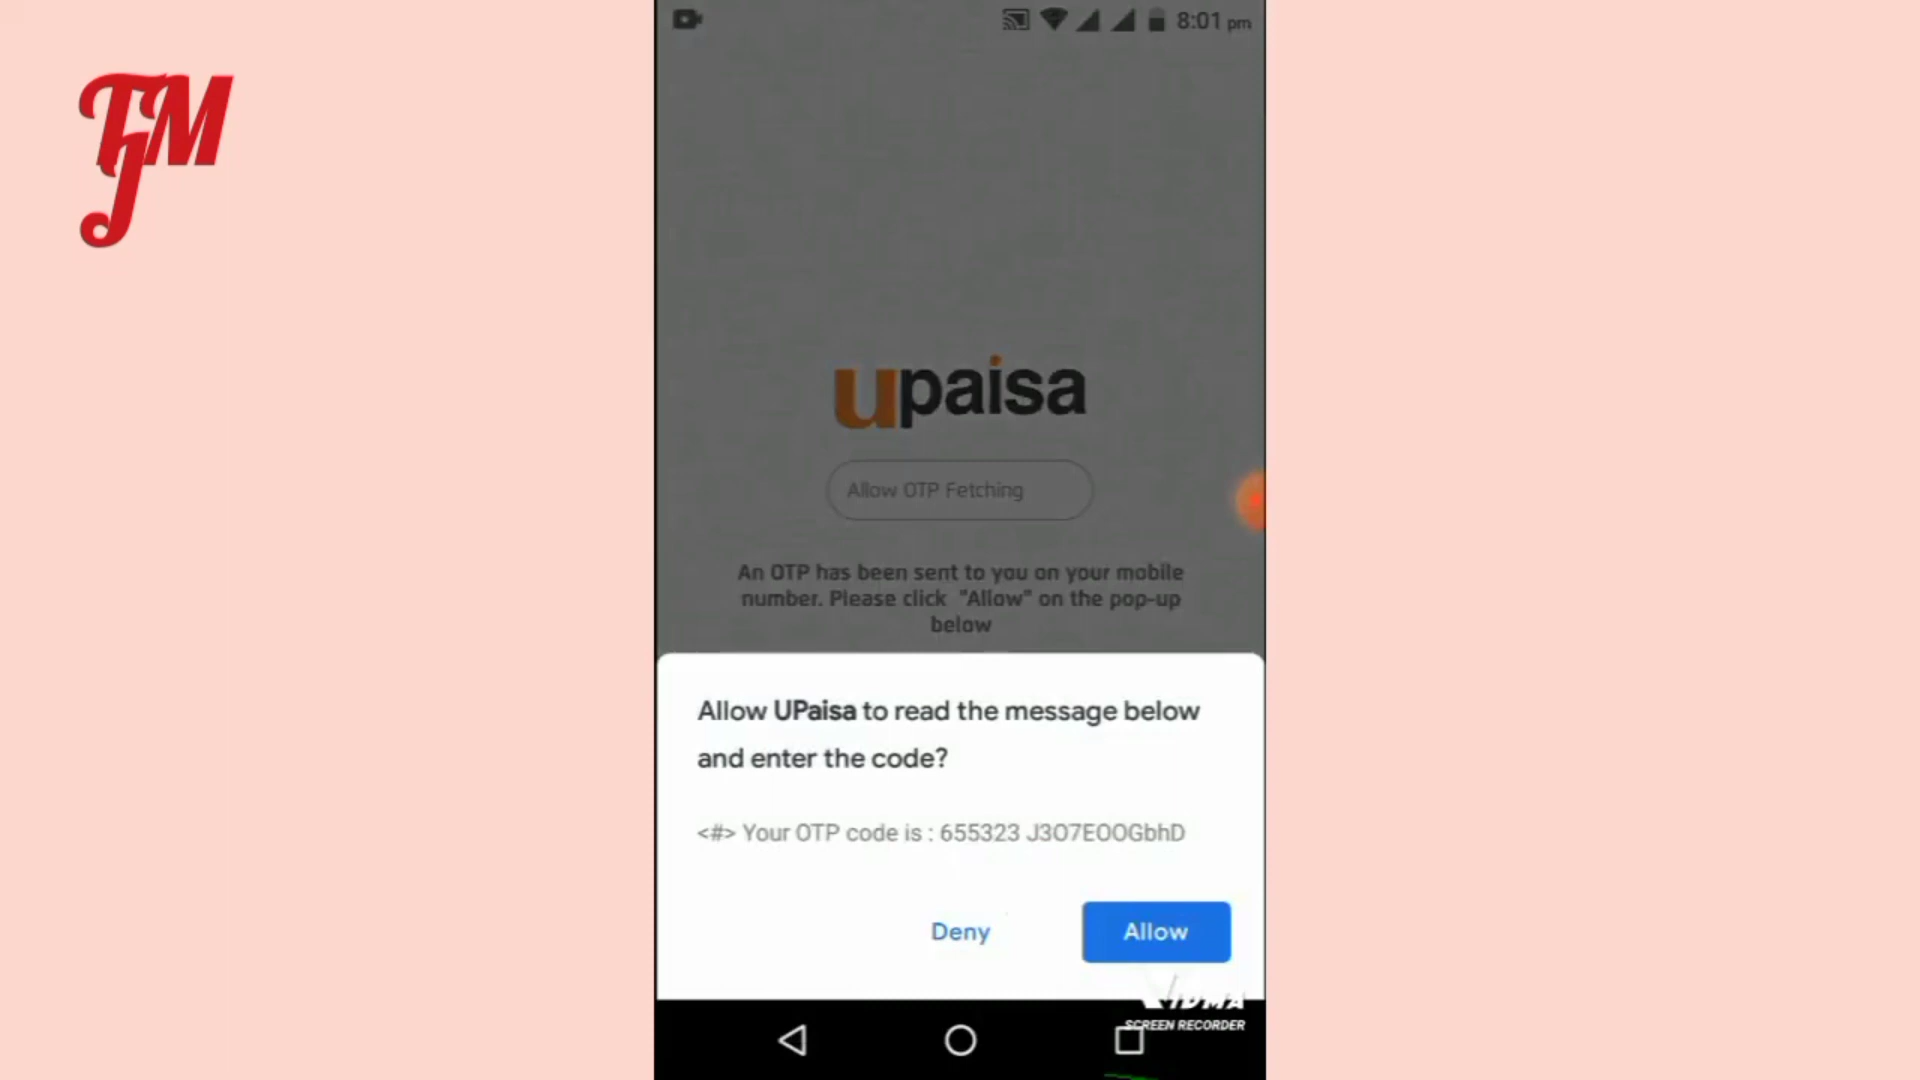 TJM
8:01 pm
upaisa
Allow OTP Fetching
An OTP has been sent to you on your mobile
number. Please click "Allow" on the pop-up
below
Allow UPaisa to read the message below
and enter the code?
<#> Your OTP code is : 655323 J3O7EOOGbhD
Deny
Allow
VIDMA
SCREEN RECORDER